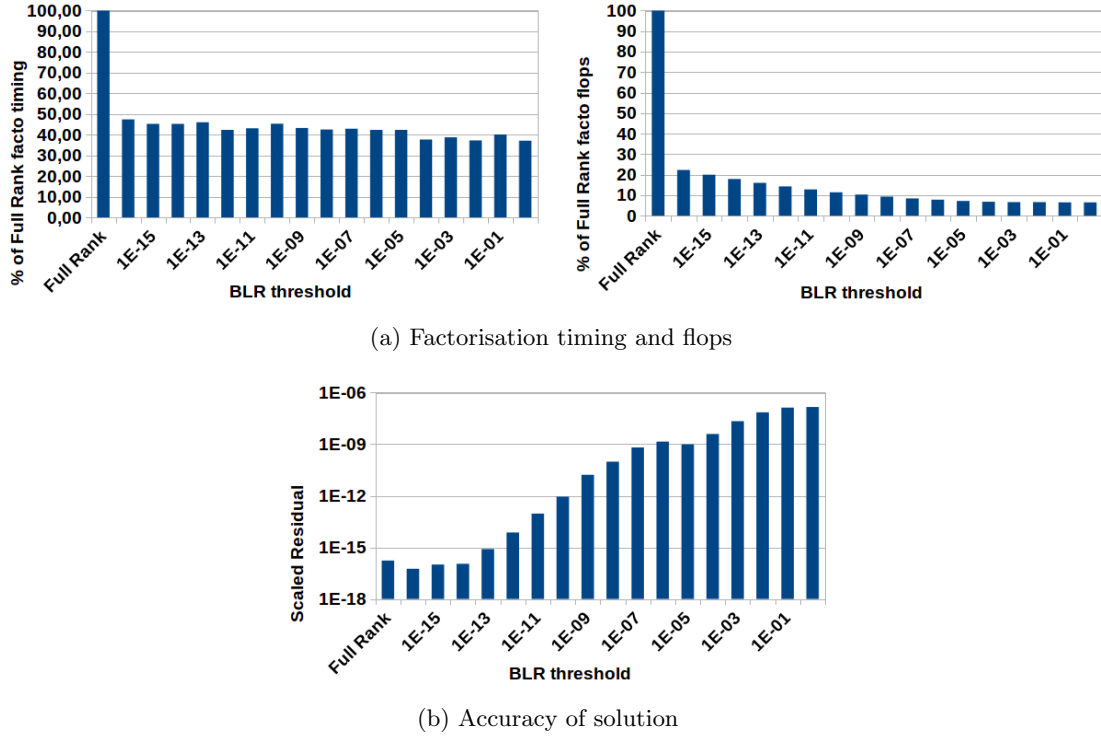 % of Full Rank facto timing
100,00
90,00
80,00
70,00
60,00
50,00
40,00
30,00
20,00
10,00
0,00
Full Rank
1E-15
1E-13
1E-11
1E-09
1E-07
1E-05
1E-03
1E-01
BLR threshold
% of Full Rank facto flops
100
90
80
70
60
50
40
30
20
10
0
Full Rank
1E-15
1E-13
1E-11
1E-09
1E-07
1E-05
1E-03
1E-01
BLR threshold
(a) Factorisation timing and flops
Scaled Residual
1E-06
1E-09
1E-12
1E-15
1E-18
Full Rank
1E-15
1E-13
1E-11
1E-09
1E-07
1E-05
1E-03
1E-01
BLR threshold
(b) Accuracy of solution